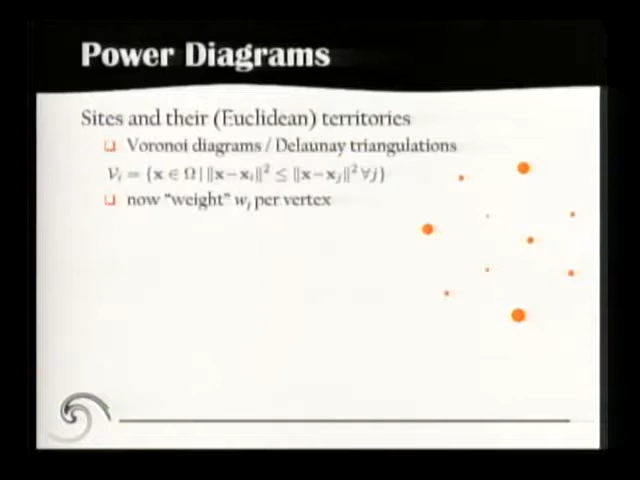 Power Diagrams
Sites and their (Euclidean) territories
❑ Voronoi diagrams / Delaunay triangulations
𝒱ᵢ = {x ∈ Ω | ‖x−xᵢ‖² ≤ ‖x−xⱼ‖² ∀j}
❑ now “weight” wᵢ per vertex